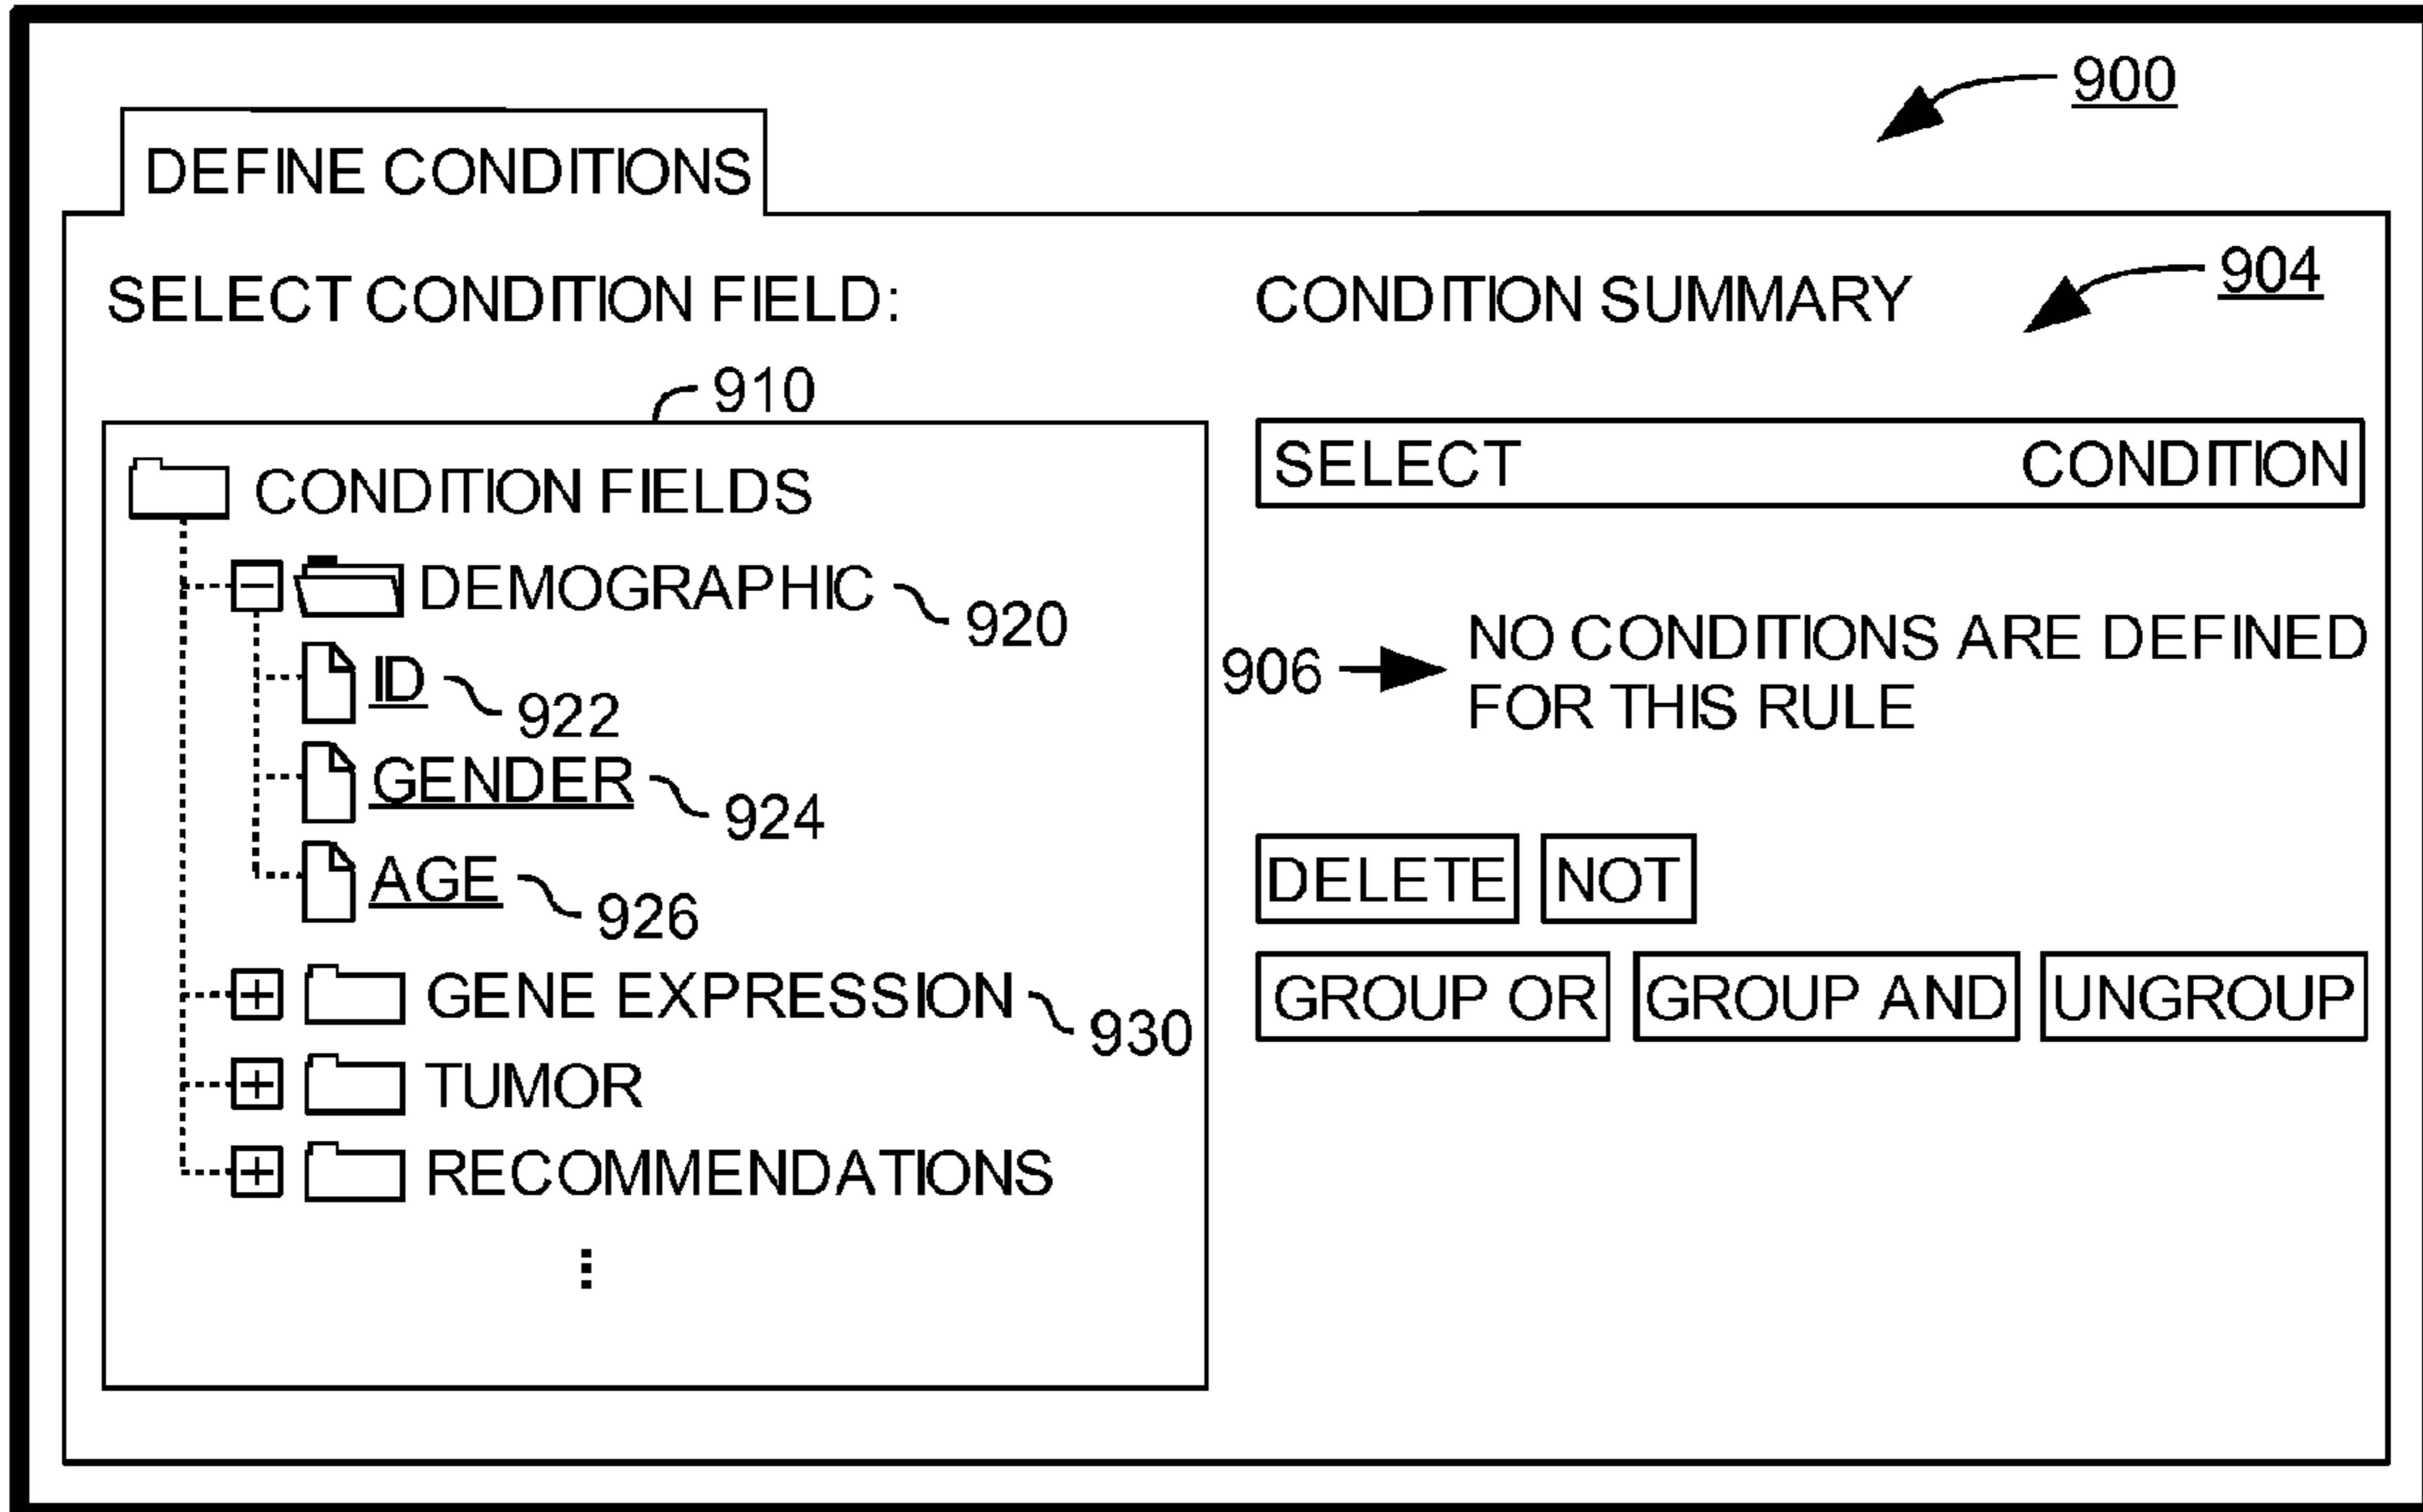 900
DEFINE CONDITIONS
SELECT CONDITION FIELD:
910
CONDITION FIELDS
DEMOGRAPHIC 920
ID 922
GENDER 924
AGE 926
GENE EXPRESSION 930
TUMOR
RECOMMENDATIONS
CONDITION SUMMARY
904
SELECT CONDITION
906 NO CONDITIONS ARE DEFINED
FOR THIS RULE
DELETE NOT
GROUP OR GROUP AND UNGROUP